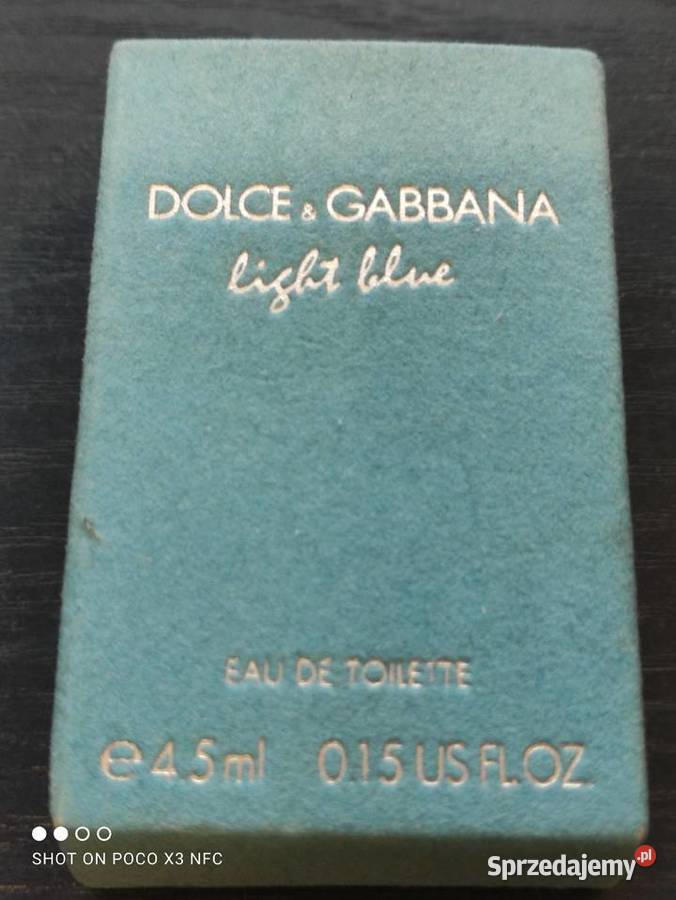 DOLCE & GABBANA
light blue
EAU DE TOILETTE
e 4.5 ml 0.15 US FL.OZ.
SHOT ON POCO X3 NFC
Sprzedajemy.pl